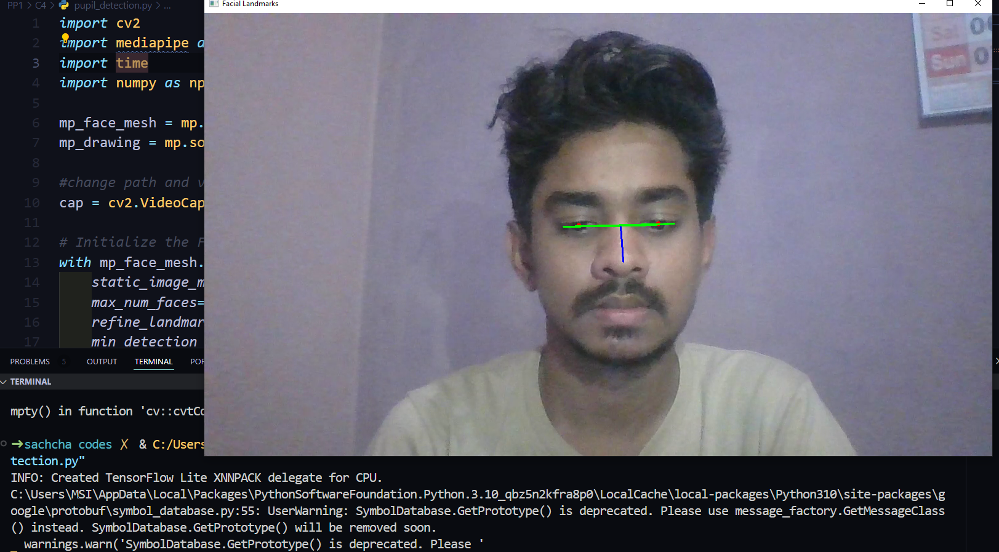 PP1 > C4 > pupil_detection.py > ...
Facial Landmarks
1 import cv2
2 import mediapipe a
3 import time
4 import numpy as np
5
6 mp_face_mesh = mp.
7 mp_drawing = mp.so
8
9 #change path and v
10 cap = cv2.VideoCap
11
12 # Initialize the F
13 with mp_face_mesh.
14 static_image_m
15 max_num_faces=
16 refine_landmar
17 min detection
Sat 0
Sun 0
PROBLEMS 5 OUTPUT TERMINAL POR
TERMINAL
mpty() in function 'cv::cvtCo
→sachcha codes ✗ & C:/Users
tection.py"
INFO: Created TensorFlow Lite XNNPACK delegate for CPU.
C:\Users\MSI\AppData\Local\Packages\PythonSoftwareFoundation.Python.3.10_qbz5n2kfra8p0\LocalCache\local-packages\Python310\site-packages\g
oogle\protobuf\symbol_database.py:55: UserWarning: SymbolDatabase.GetPrototype() is deprecated. Please use message_factory.GetMessageClass
() instead. SymbolDatabase.GetPrototype() will be removed soon.
warnings.warn('SymbolDatabase.GetPrototype() is deprecated. Please '